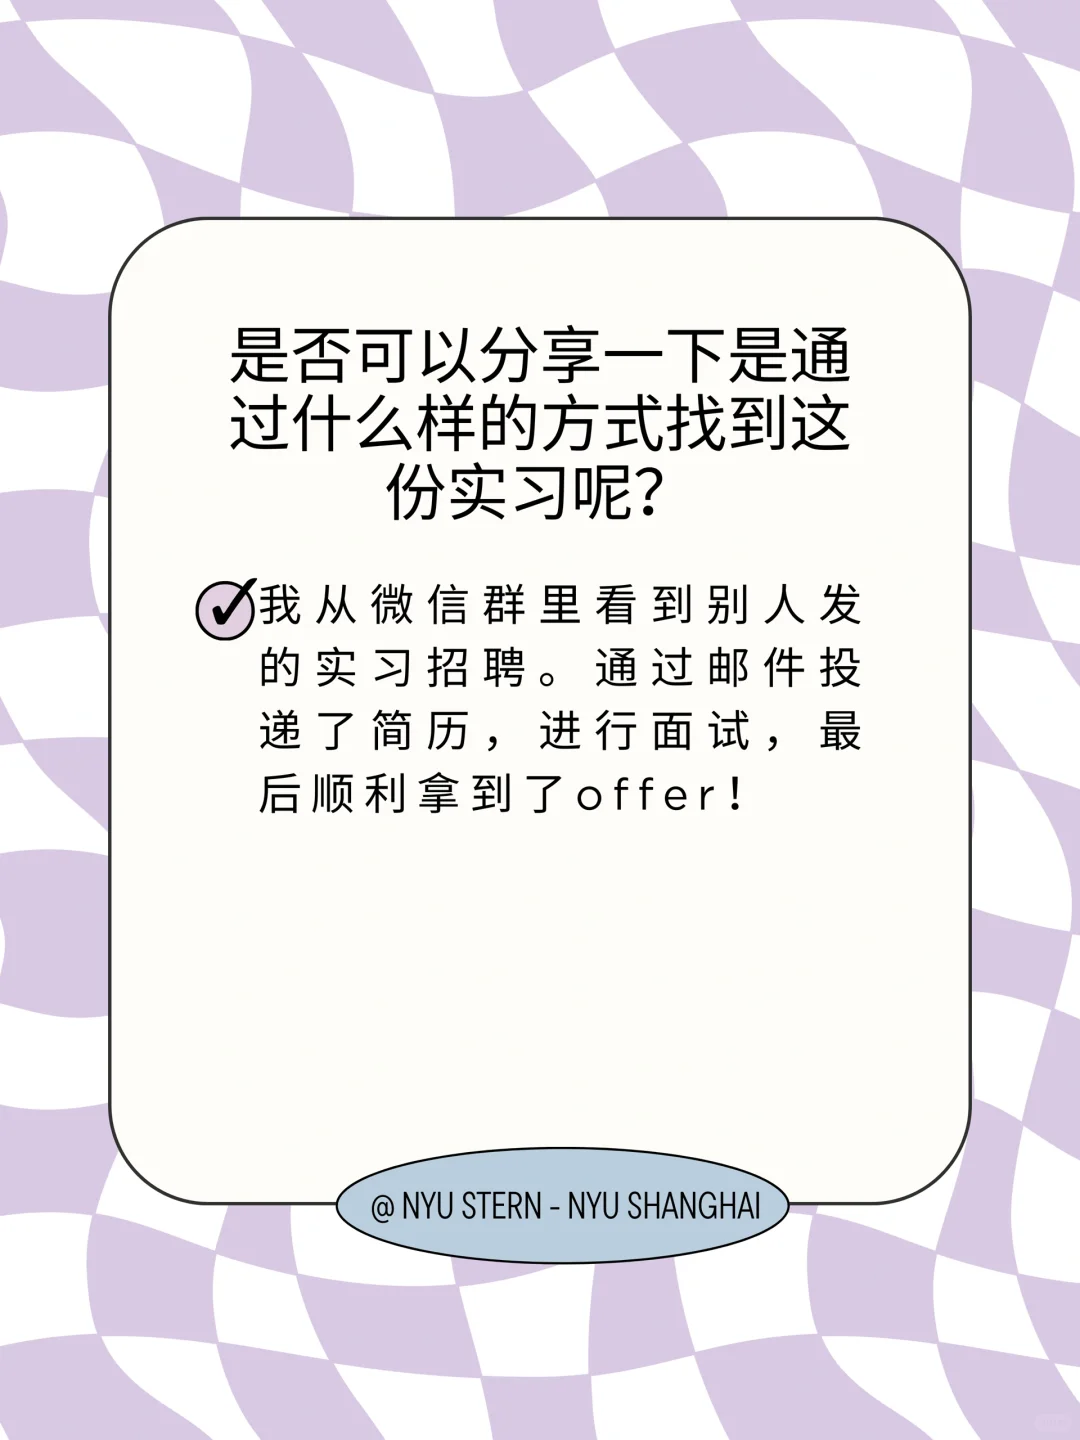 是否可以分享一下是通
过什么样的方式找到这
份实习呢？
我从微信群里看到别人发
的实习招聘。通过邮件投
递了简历，进行面试，最
后顺利拿到了offer！
@ NYU STERN - NYU SHANGHAI